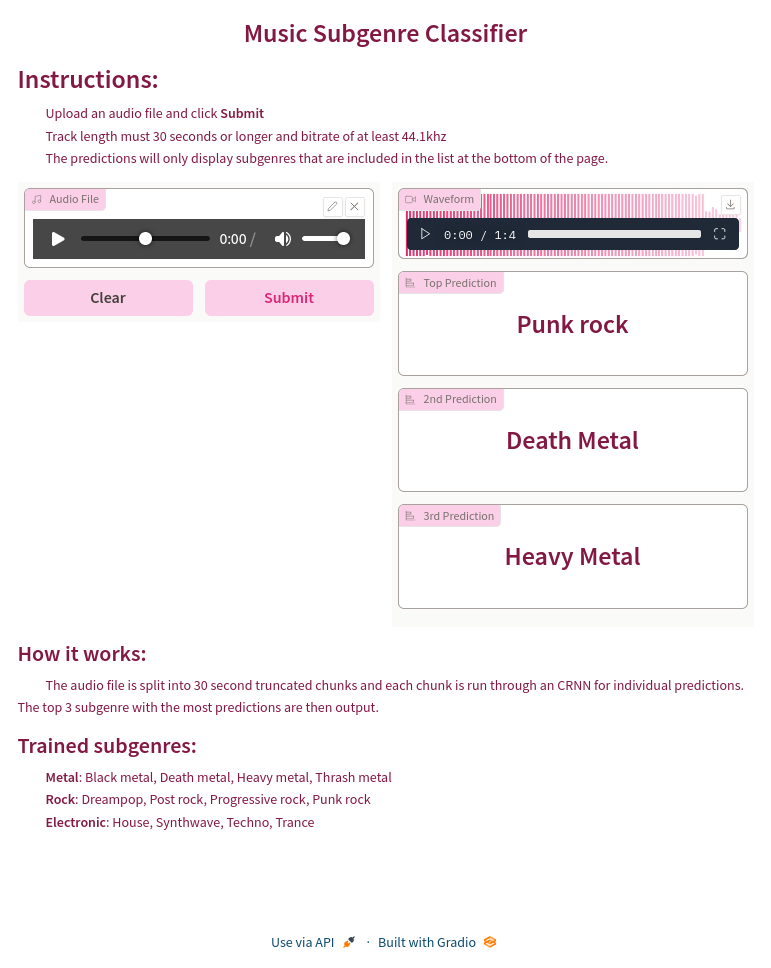 Music Subgenre Classifier
Instructions:
Upload an audio file and click Submit
Track length must 30 seconds or longer and bitrate of at least 44.1khz
The predictions will only display subgenres that are included in the list at the bottom of the page.
Audio File
0:00 /
Clear
Submit
Waveform
0:00 / 1:4
Top Prediction
Punk rock
2nd Prediction
Death Metal
3rd Prediction
Heavy Metal
How it works:
The audio file is split into 30 second truncated chunks and each chunk is run through an CRNN for individual predictions.
The top 3 subgenre with the most predictions are then output.
Trained subgenres:
Metal: Black metal, Death metal, Heavy metal, Thrash metal
Rock: Dreampop, Post rock, Progressive rock, Punk rock
Electronic: House, Synthwave, Techno, Trance
Use via API · Built with Gradio